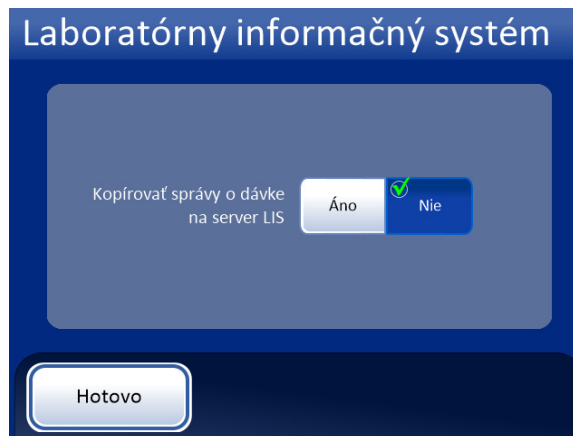 Laboratórny informačný systém
Kopírovať správy o dávke
na server LIS
Áno
Nie
Hotovo